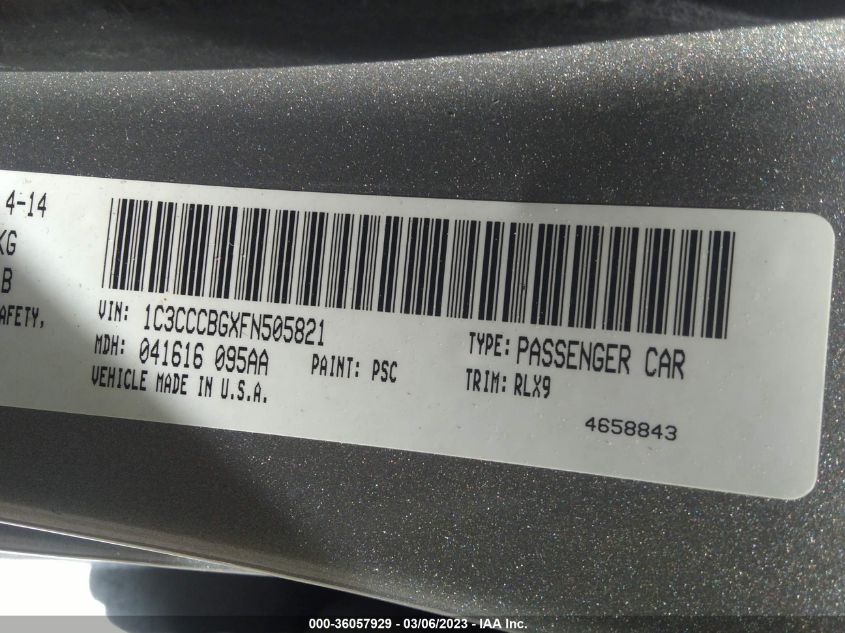 4-14
KG
B
AFETY,
VIN: 1C3CCCBGXFN505821
MDH: 041616 095AA
PAINT: PSC
VEHICLE MADE IN U.S.A.
TYPE: PASSENGER CAR
TRIM: RLX9
4658843
000-36057929 - 03/06/2023 - IAA Inc.